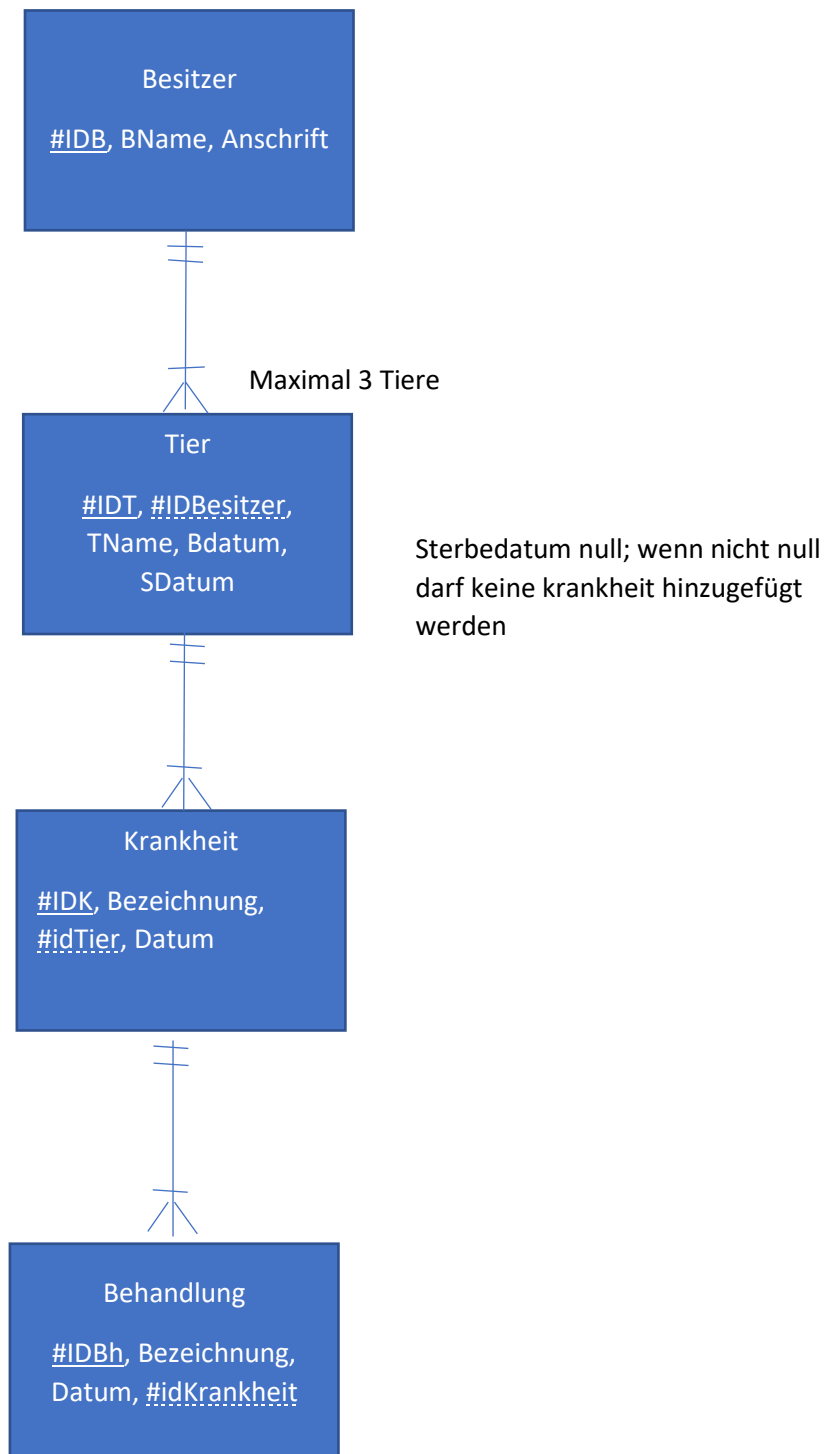 Besitzer
#IDB, BName, Anschrift
Maximal 3 Tiere
Tier
#IDT, #IDBesitzer,
TName, Bdatum,
SDatum
Sterbedatum null; wenn nicht null
darf keine krankheit hinzugefügt
werden
Krankheit
#IDK, Bezeichnung,
#idTier, Datum
Behandlung
#IDBh, Bezeichnung,
Datum, #idKrankheit